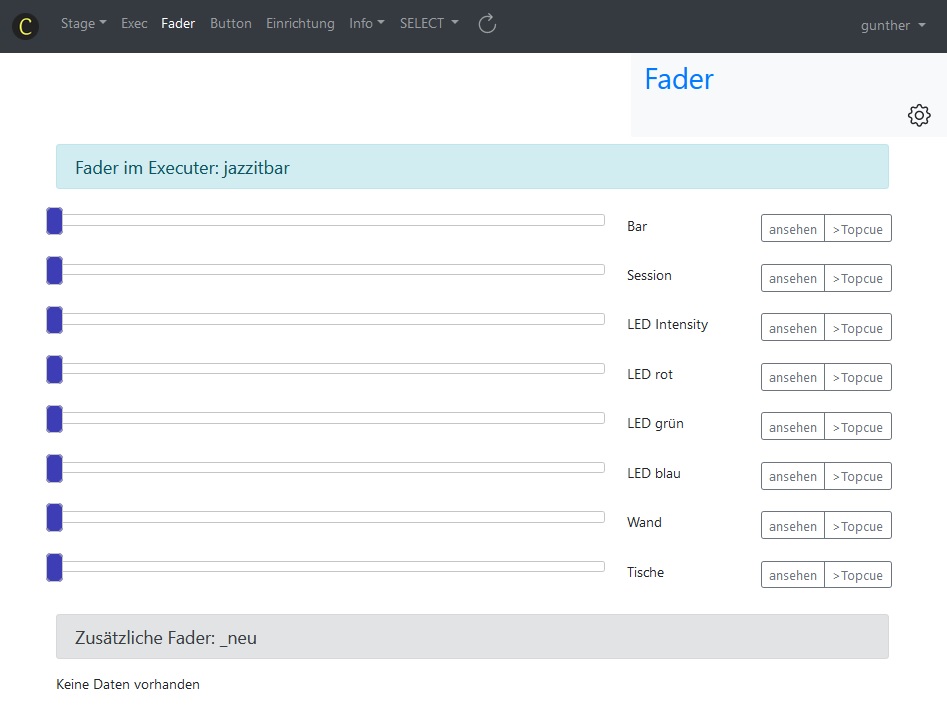 C Stage Exec Fader Button Einrichtung Info SELECT gunther
Fader
Fader im Executer: jazzitbar
Bar ansehen >Topcue
Session ansehen >Topcue
LED Intensity ansehen >Topcue
LED rot ansehen >Topcue
LED grün ansehen >Topcue
LED blau ansehen >Topcue
Wand ansehen >Topcue
Tische ansehen >Topcue
Zusätzliche Fader: _neu
Keine Daten vorhanden